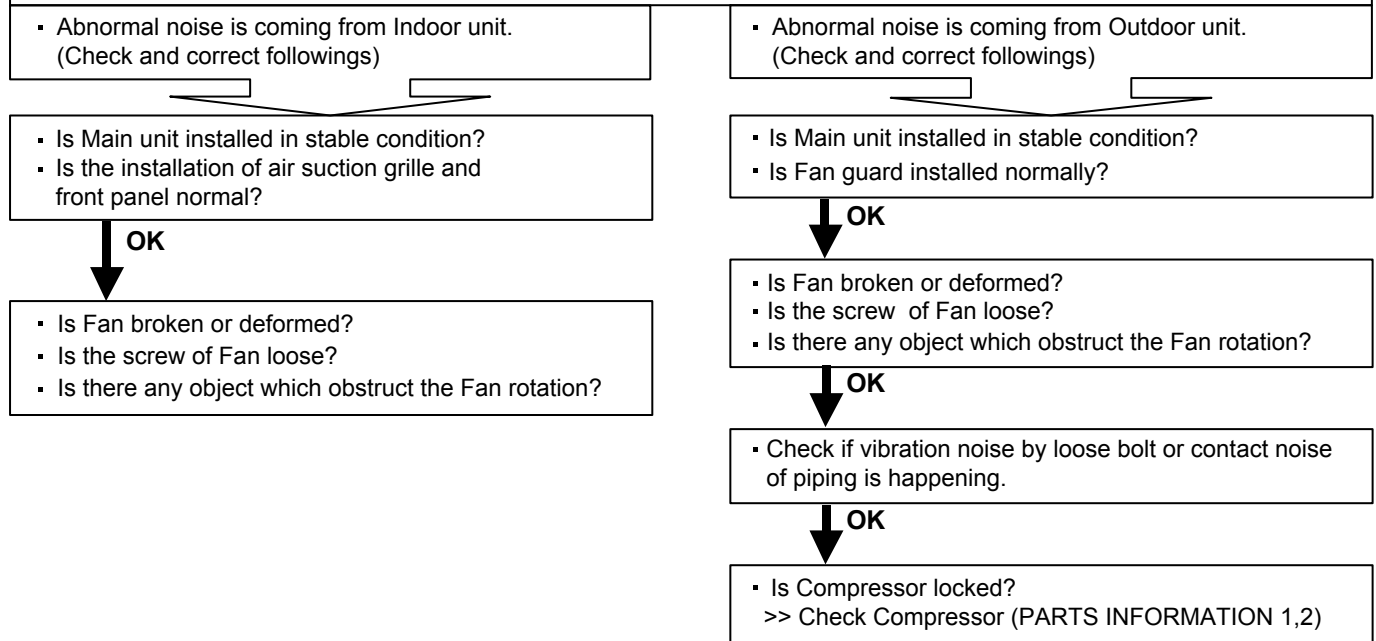 ▪ Abnormal noise is coming from Indoor unit.
(Check and correct followings)
▪ Is Main unit installed in stable condition?
▪ Is the installation of air suction grille and
front panel normal?
OK
▪ Is Fan broken or deformed?
▪ Is the screw of Fan loose?
▪ Is there any object which obstruct the Fan rotation?
▪ Abnormal noise is coming from Outdoor unit.
(Check and correct followings)
▪ Is Main unit installed in stable condition?
▪ Is Fan guard installed normally?
OK
▪ Is Fan broken or deformed?
▪ Is the screw of Fan loose?
▪ Is there any object which obstruct the Fan rotation?
OK
▪ Check if vibration noise by loose bolt or contact noise
of piping is happening.
OK
▪ Is Compressor locked?
>> Check Compressor (PARTS INFORMATION 1,2)